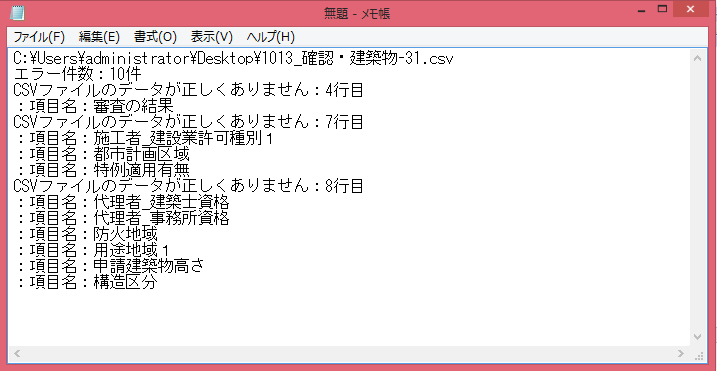 無題 - メモ帳
ファイル(F) 編集(E) 書式(O) 表示(V) ヘルプ(H)
C:¥Users¥administrator¥Desktop¥1013_確認・建築物-31.csv
エラー件数：10件
CSVファイルのデータが正しくありません：4行目
：項目名：審査の結果
CSVファイルのデータが正しくありません：7行目
：項目名：施工者_建設業許可種別１
：項目名：都市計画区域
：項目名：特例適用有無
CSVファイルのデータが正しくありません：8行目
：項目名：代理者_建築士資格
：項目名：代理者_事務所資格
：項目名：防火地域
：項目名：用途地域１
：項目名：申請建築物高さ
：項目名：構造区分